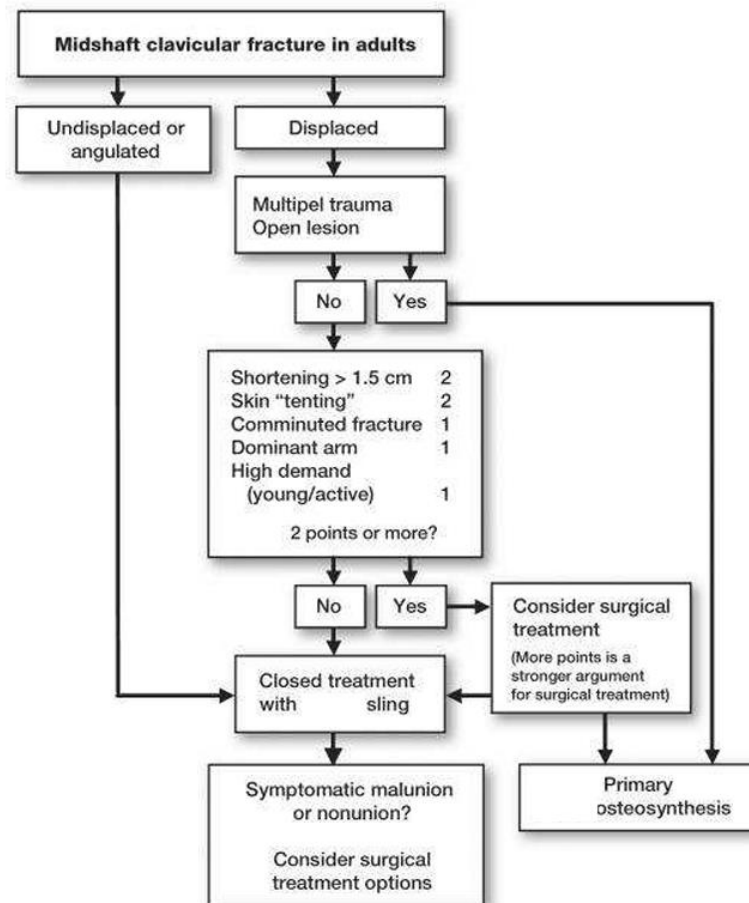 Midshaft clavicular fracture in adults
Undisplaced or
angulated
Displaced
Multipel trauma
Open lesion
No
Yes
Shortening > 1.5 cm 2
Skin “tenting” 2
Comminuted fracture 1
Dominant arm 1
High demand
(young/active) 1
2 points or more?
No
Yes
Consider surgical
treatment
(More points is a
stronger argument
for surgical treatment)
Closed treatment
with sling
Primary
osteosynthesis
Symptomatic malunion
or nonunion?
Consider surgical
treatment options